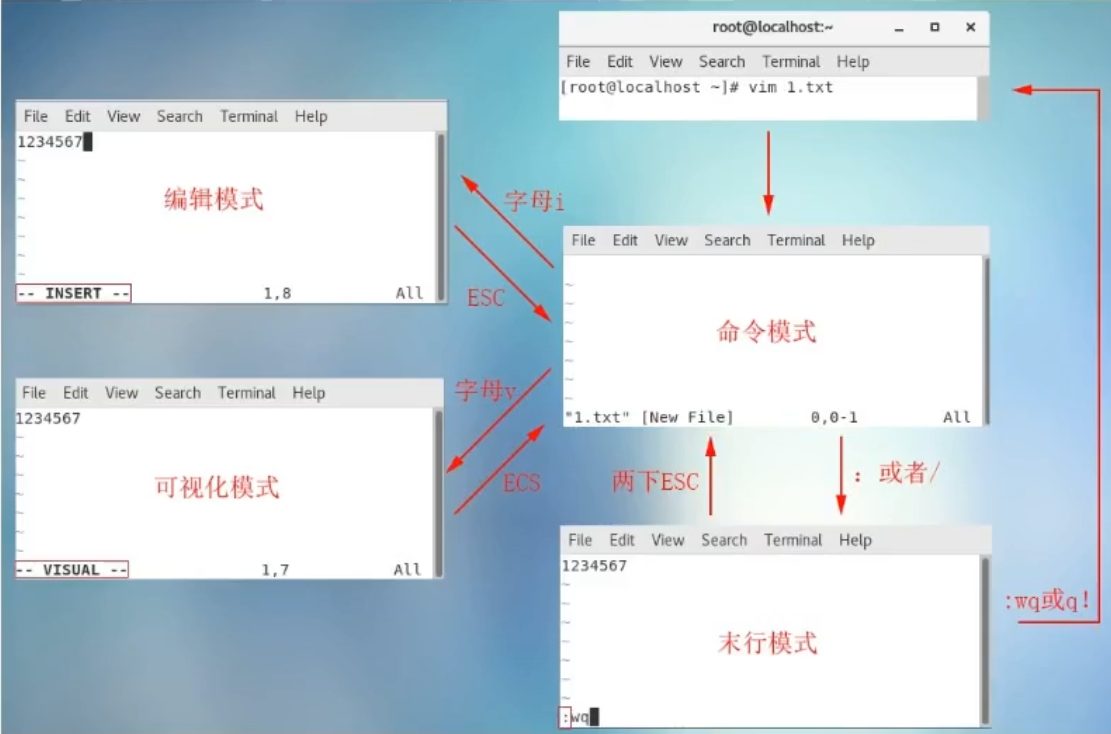 root@localhost:~
File Edit View Search Terminal Help
[root@localhost ~]# vim 1.txt
File Edit View Search Terminal Help
1234567
~
~
编辑模式
~
~
~
~
~
-- INSERT -- 1,8 All
字母i
ESC
File Edit View Search Terminal Help
~
~
命令模式
~
~
~
~
~
"1.txt" [New File] 0,0-1 All
File Edit View Search Terminal Help
1234567
~
~
可视化模式
~
~
~
~
~
-- VISUAL -- 1,7 All
字母v
ECS
两下ESC
：或者/
File Edit View Search Terminal Help
1234567
~
~
~
末行模式
~
~
~
~
:wq
:wq或q!